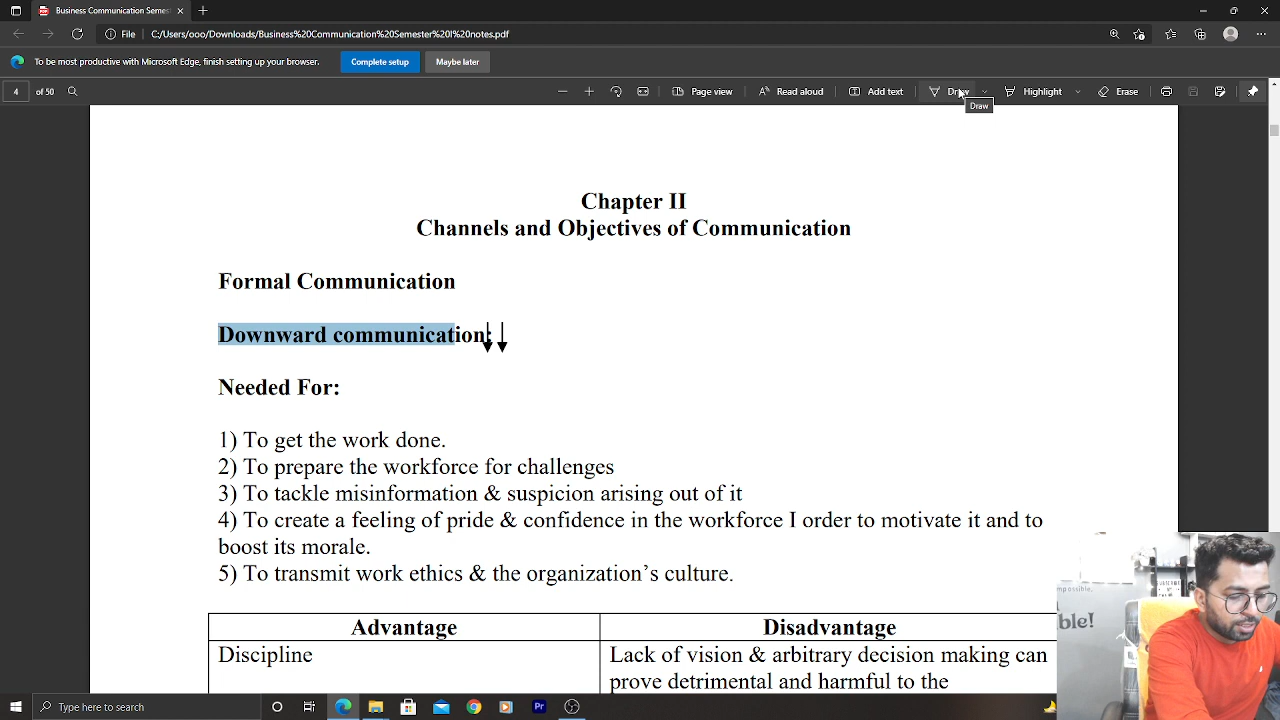 Business Communication Semest
File C:/Users/ooo/Downloads/Business%20Communication%20Semester%20I%20notes.pdf
To be most productive with Microsoft Edge, finish setting up your browser. Complete setup Maybe later
4 of 50 Page view Read aloud Add text Draw Highlight Erase
Draw
Chapter II
Channels and Objectives of Communication
Formal Communication
Downward communication:
Needed For:
1) To get the work done.
2) To prepare the workforce for challenges
3) To tackle misinformation & suspicion arising out of it
4) To create a feeling of pride & confidence in the workforce I order to motivate it and to
boost its morale.
5) To transmit work ethics & the organization's culture.
Advantage Disadvantage
Discipline Lack of vision & arbitrary decision making can
prove detrimental and harmful to the
Type here to search